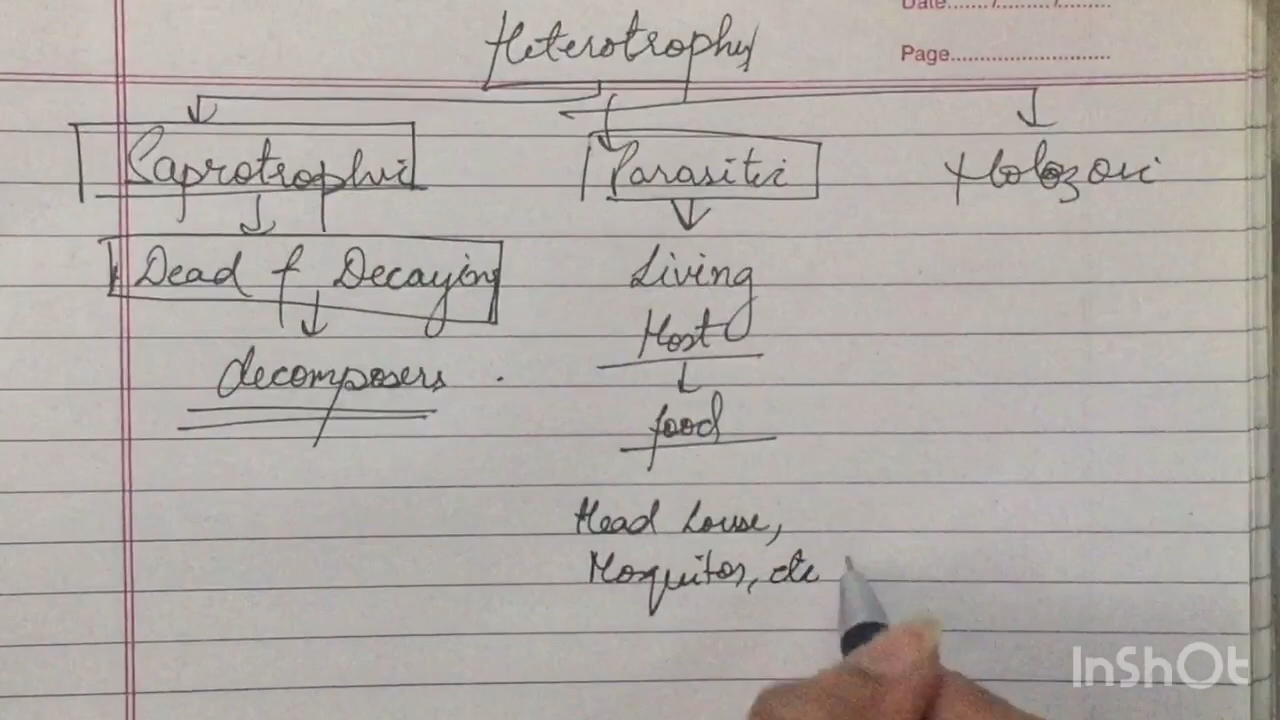 Date......./.........../.........
Page...........................
Heterotrophy
Saprotrophic
Parasitic
Holozoic
Dead & Decaying
Living
Host
decomposers
food
Head Louse,
Mosquitos, etc
InShOt